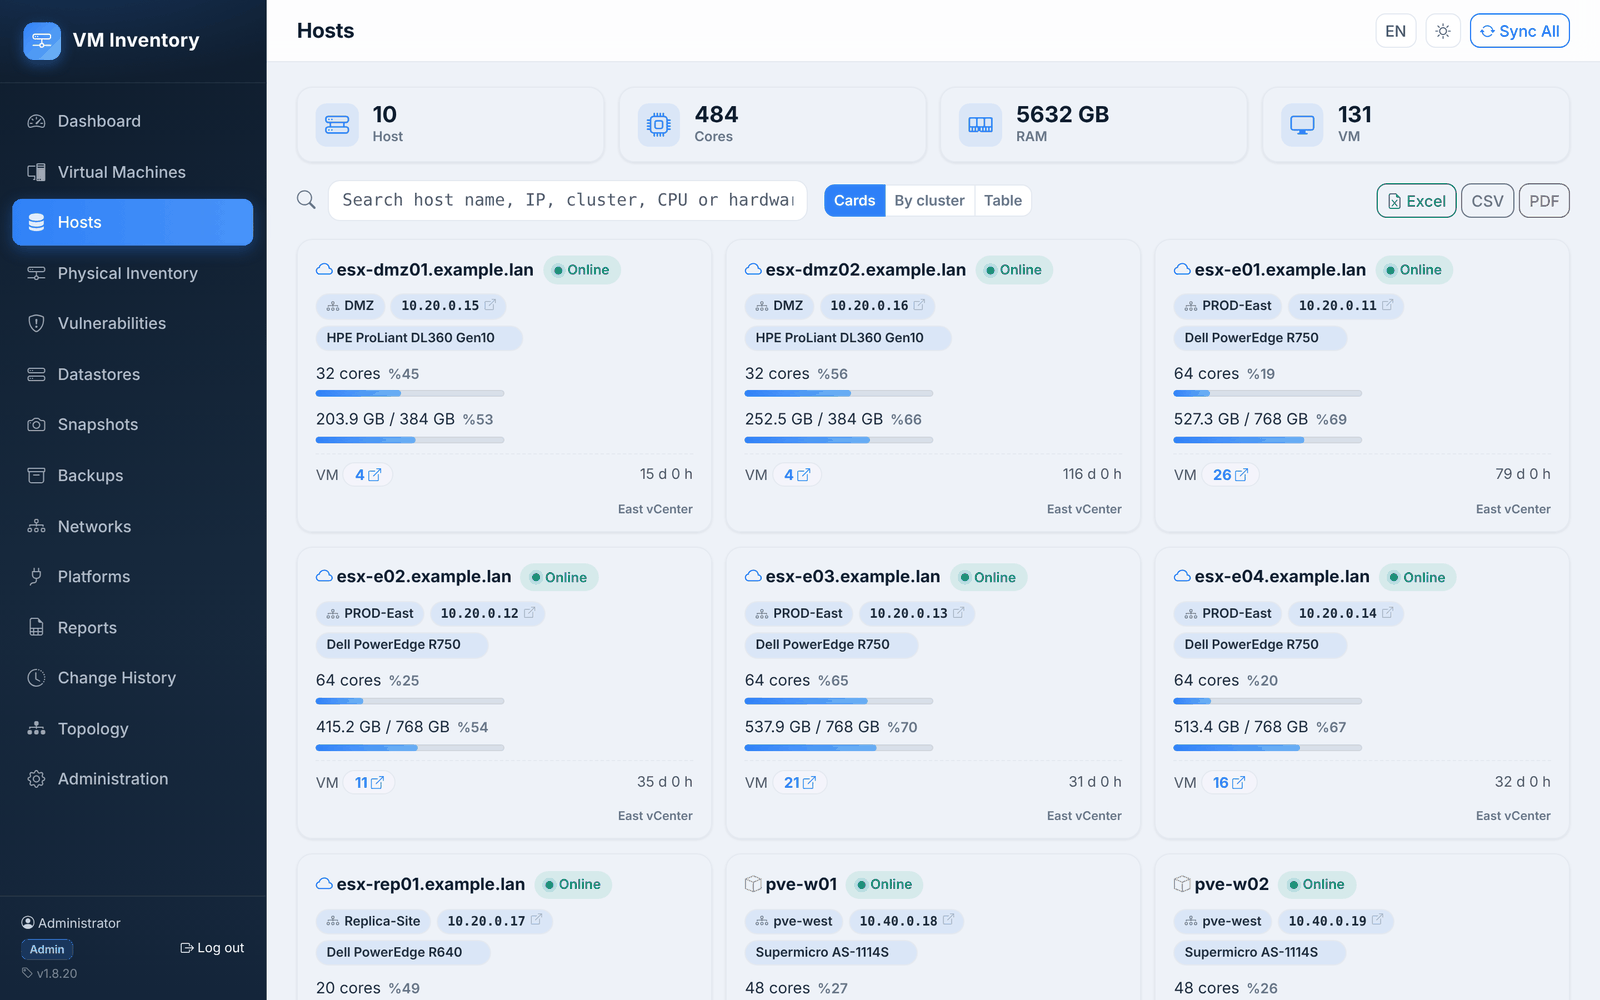 VM Inventory
Dashboard
Virtual Machines
Hosts
Physical Inventory
Vulnerabilities
Datastores
Snapshots
Backups
Networks
Platforms
Reports
Change History
Topology
Administration
Administrator
Admin
Log out
v1.8.20
Hosts
EN
Sync All
10
Host
484
Cores
5632 GB
RAM
131
VM
Search host name, IP, cluster, CPU or hardwa
Cards
By cluster
Table
Excel
CSV
PDF
esx-dmz01.example.lan Online
DMZ 10.20.0.15
HPE ProLiant DL360 Gen10
32 cores %45
203.9 GB / 384 GB %53
VM 4 15 d 0 h
East vCenter
esx-dmz02.example.lan Online
DMZ 10.20.0.16
HPE ProLiant DL360 Gen10
32 cores %56
252.5 GB / 384 GB %66
VM 4 116 d 0 h
East vCenter
esx-e01.example.lan Online
PROD-East 10.20.0.11
Dell PowerEdge R750
64 cores %19
527.3 GB / 768 GB %69
VM 26 79 d 0 h
East vCenter
esx-e02.example.lan Online
PROD-East 10.20.0.12
Dell PowerEdge R750
64 cores %25
415.2 GB / 768 GB %54
VM 11 35 d 0 h
East vCenter
esx-e03.example.lan Online
PROD-East 10.20.0.13
Dell PowerEdge R750
64 cores %65
537.9 GB / 768 GB %70
VM 21 31 d 0 h
East vCenter
esx-e04.example.lan Online
PROD-East 10.20.0.14
Dell PowerEdge R750
64 cores %20
513.4 GB / 768 GB %67
VM 16 32 d 0 h
East vCenter
esx-rep01.example.lan Online
Replica-Site 10.20.0.17
Dell PowerEdge R640
20 cores %49
pve-w01 Online
pve-west 10.40.0.18
Supermicro AS-1114S
48 cores %27
pve-w02 Online
pve-west 10.40.0.19
Supermicro AS-1114S
48 cores %26